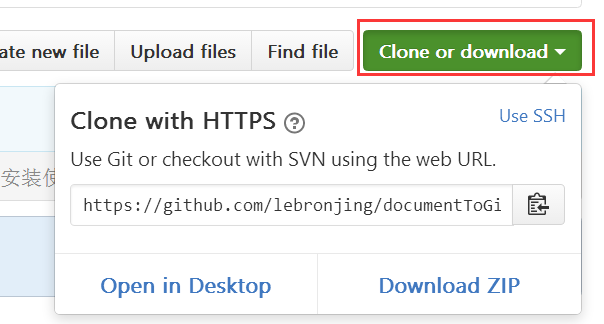 ate new file Upload files Find file Clone or download
Clone with HTTPS ? Use SSH
Use Git or checkout with SVN using the web URL.
安装使
https://github.com/lebronjing/documentToGi
Open in Desktop Download ZIP